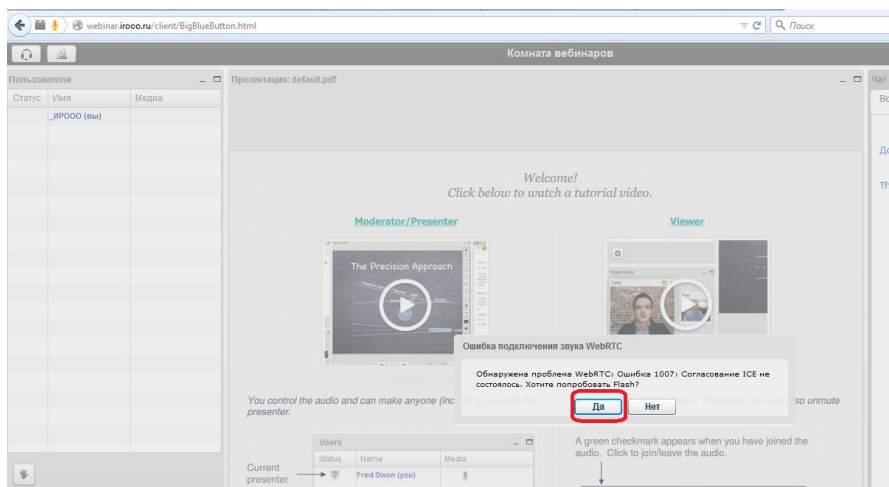 webinar.irooo.ru/client/BigBlueButton.html
Поиск
Комната вебинаров
Пользователи
Презентация: default.pdf
Чат
Статус Имя Медиа
_ИРООО (вы)
Welcome!
Click below to watch a tutorial video.
Moderator/Presenter
Viewer
The Precision Approach
Ошибка подключения звука WebRTC
Обнаружена проблема WebRTC: Ошибка 1007: Согласование ICE не
состоялось. Хотите попробовать Flash?
Да Нет
You control the audio and can make anyone
presenter.
so unmute
Users
Status Name Media
Fred Dixon (you)
Current
presenter
A green checkmark appears when you have joined the
audio. Click to join/leave the audio.